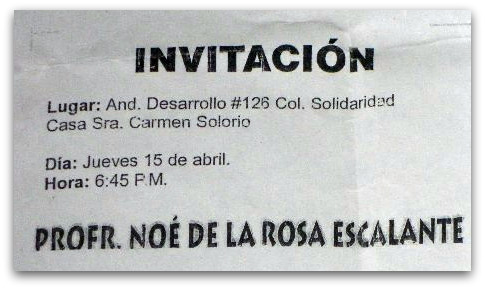 INVITACIÓN
Lugar: And. Desarrollo #126 Col. Solidaridad
Casa Sra. Carmen Solorio
Día: Jueves 15 de abril.
Hora: 6:45 P.M.
PROFR. NOÉ DE LA ROSA ESCALANTE